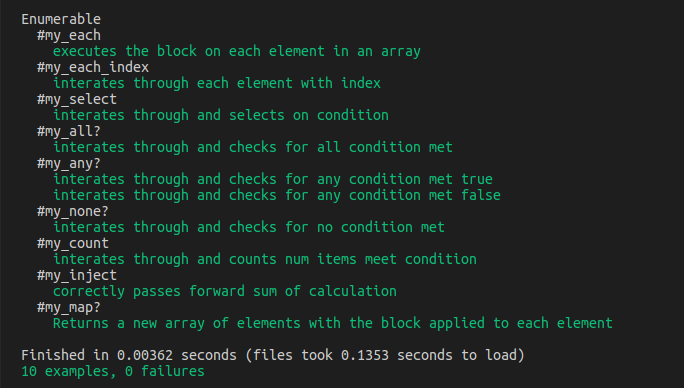 Enumerable
#my_each
executes the block on each element in an array
#my_each_index
interates through each element with index
#my_select
interates through and selects on condition
#my_all?
interates through and checks for all condition met
#my_any?
interates through and checks for any condition met true
interates through and checks for any condition met false
#my_none?
interates through and checks for no condition met
#my_count
interates through and counts num items meet condition
#my_inject
correctly passes forward sum of calculation
#my_map?
Returns a new array of elements with the block applied to each element
Finished in 0.00362 seconds (files took 0.1353 seconds to load)
10 examples, 0 failures